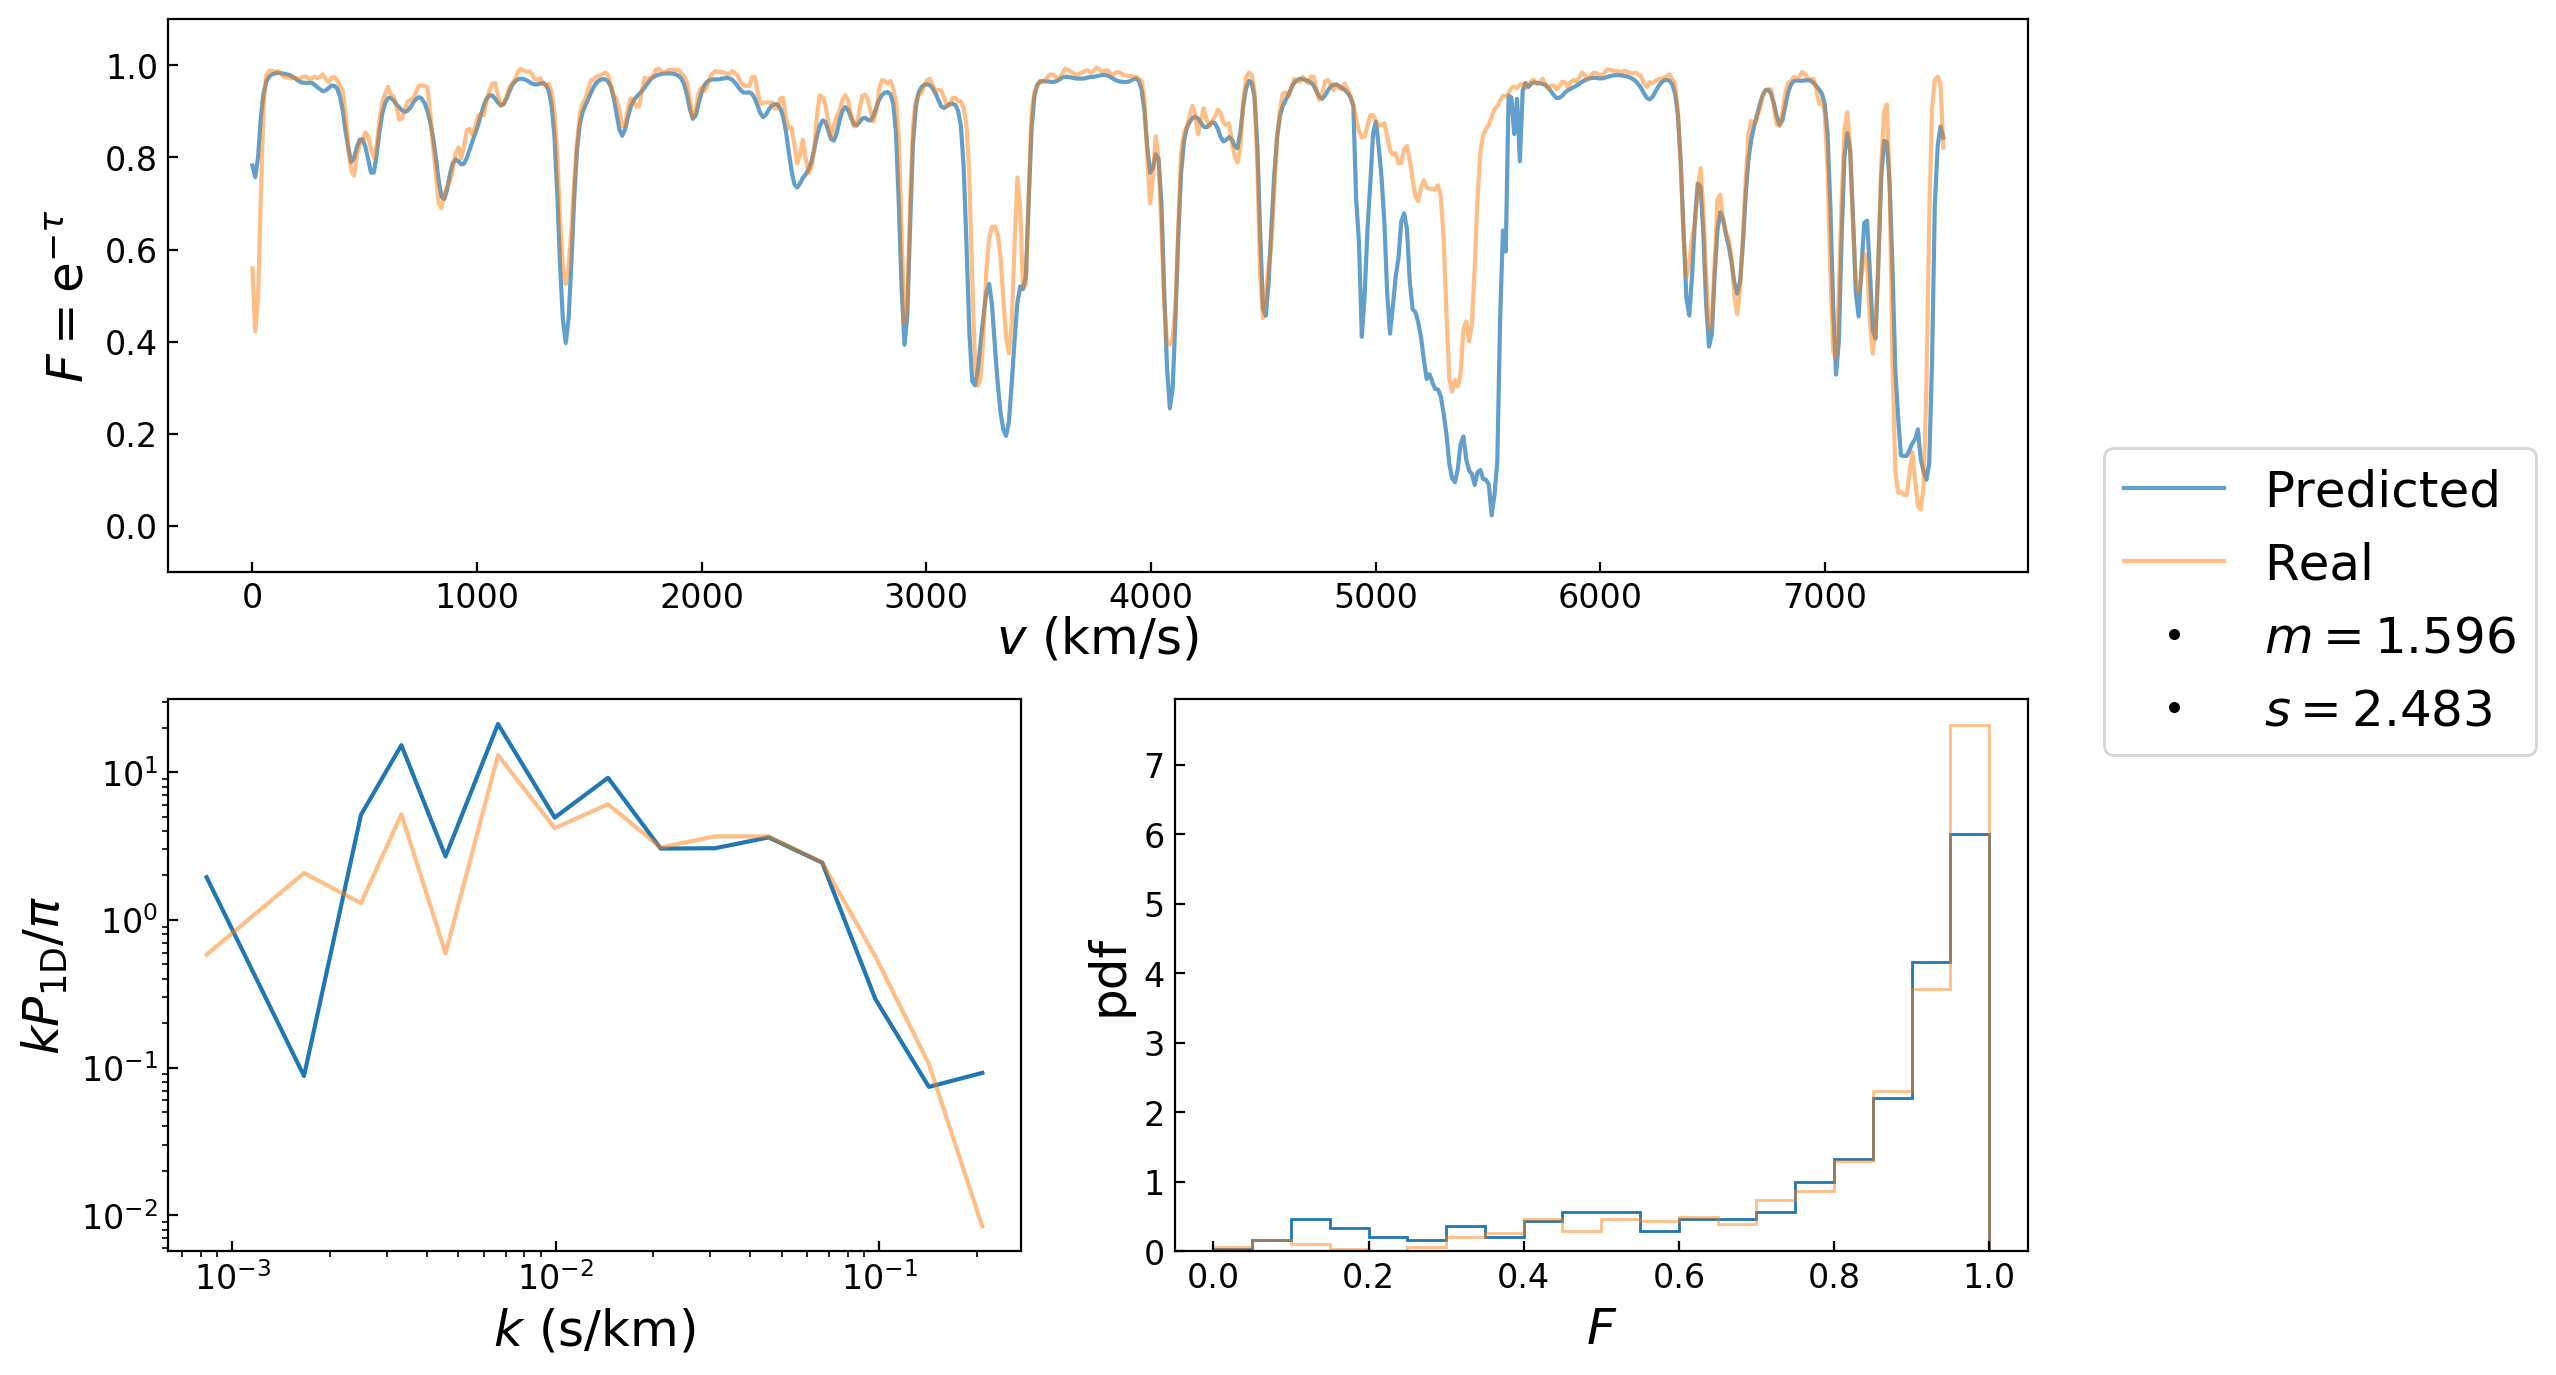 1.0
0.8
0.6
0.4
0.2
0.0
F = e^{−τ}
0 1000 2000 3000 4000 5000 6000 7000
v (km/s)
Predicted
Real
m = 1.596
s = 2.483
10^1
10^0
10^{−1}
10^{−2}
kP_{1D}/π
10^{−3} 10^{−2} 10^{−1}
k (s/km)
7
6
5
4
3
2
1
0
pdf
0.0 0.2 0.4 0.6 0.8 1.0
F